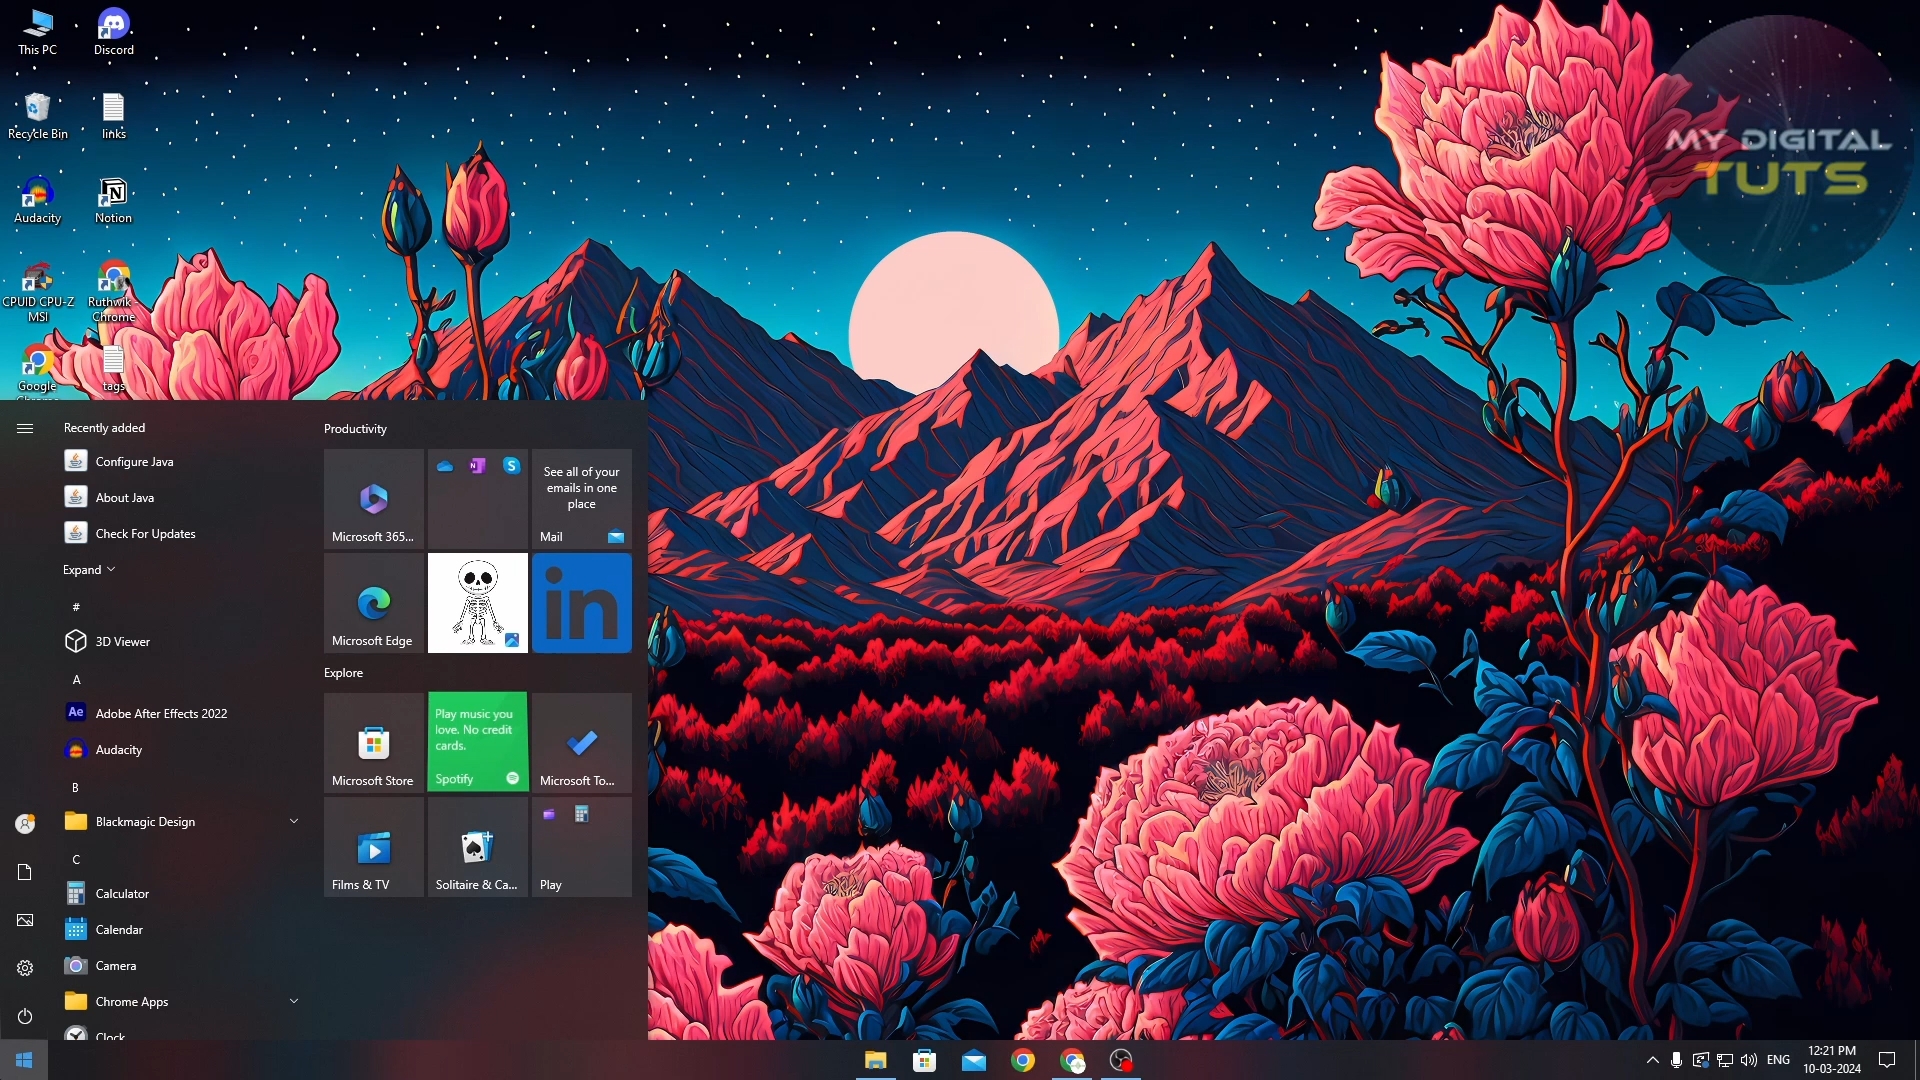 This PC
Discord
Recycle Bin
links
Audacity
Notion
CPUID CPU-Z
MSI
Ruthwik -
Chrome
Google
tags
MY DIGITAL
TUTS
Recently added
Configure Java
About Java
Check For Updates
Expand
#
3D Viewer
A
Ae
Adobe After Effects 2022
Audacity
B
Blackmagic Design
C
Calculator
Calendar
Camera
Chrome Apps
Clock
Productivity
Microsoft 365...
See all of your
emails in one
place
Mail
Microsoft Edge
in
Explore
Microsoft Store
Play music you
love. No credit
cards.
Spotify
Microsoft To...
Films & TV
Solitaire & Ca...
Play
ENG
12:21 PM
10-03-2024